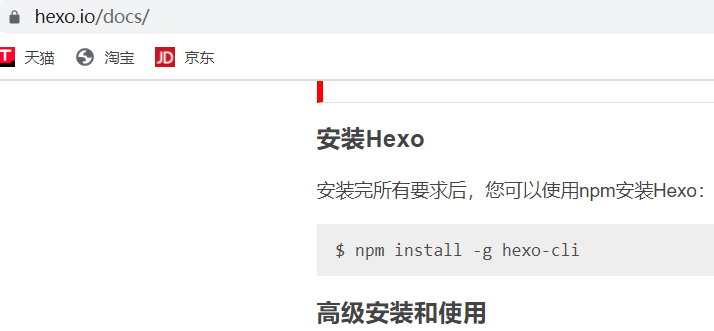 hexo.io/docs/
T 天猫 淘宝 JD 京东
安装Hexo
安装完所有要求后，您可以使用npm安装Hexo：
$ npm install -g hexo-cli
高级安装和使用